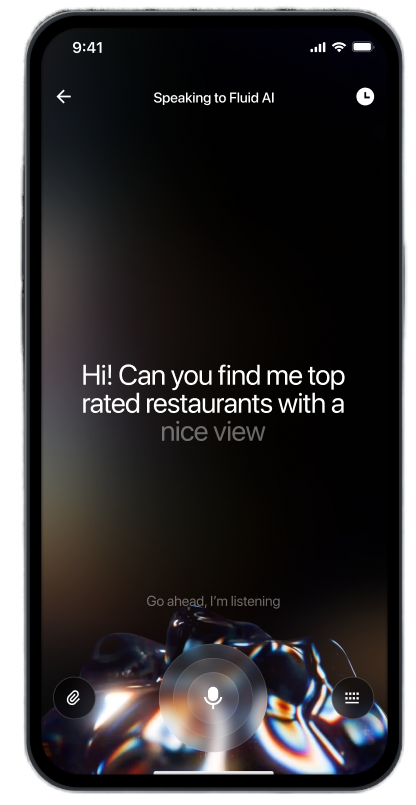 9:41
Speaking to Fluid AI
Hi! Can you find me top
rated restaurants with a
nice view
Go ahead, I'm listening